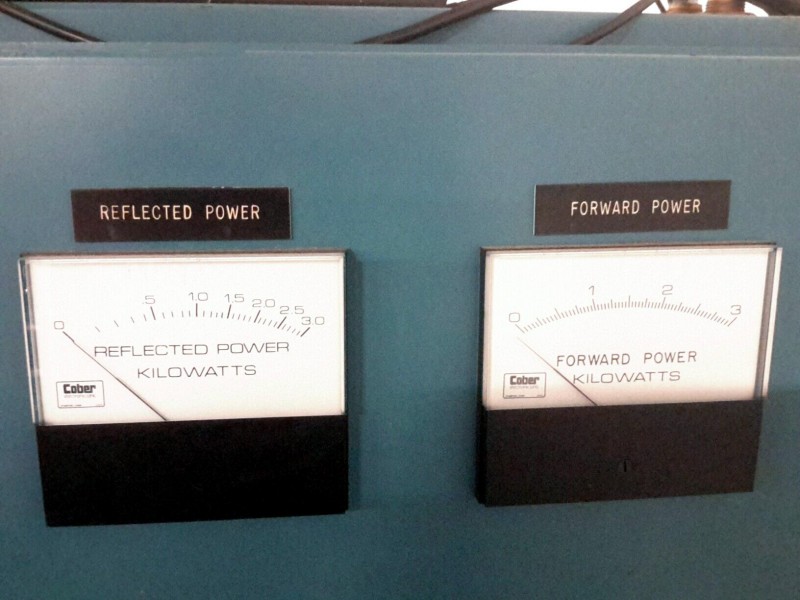 REFLECTED POWER
FORWARD POWER
0 .5 1.0 1.5 2.0 2.5 3.0
REFLECTED POWER
KILOWATTS
Cober
0 1 2 3
FORWARD POWER
KILOWATTS
Cober